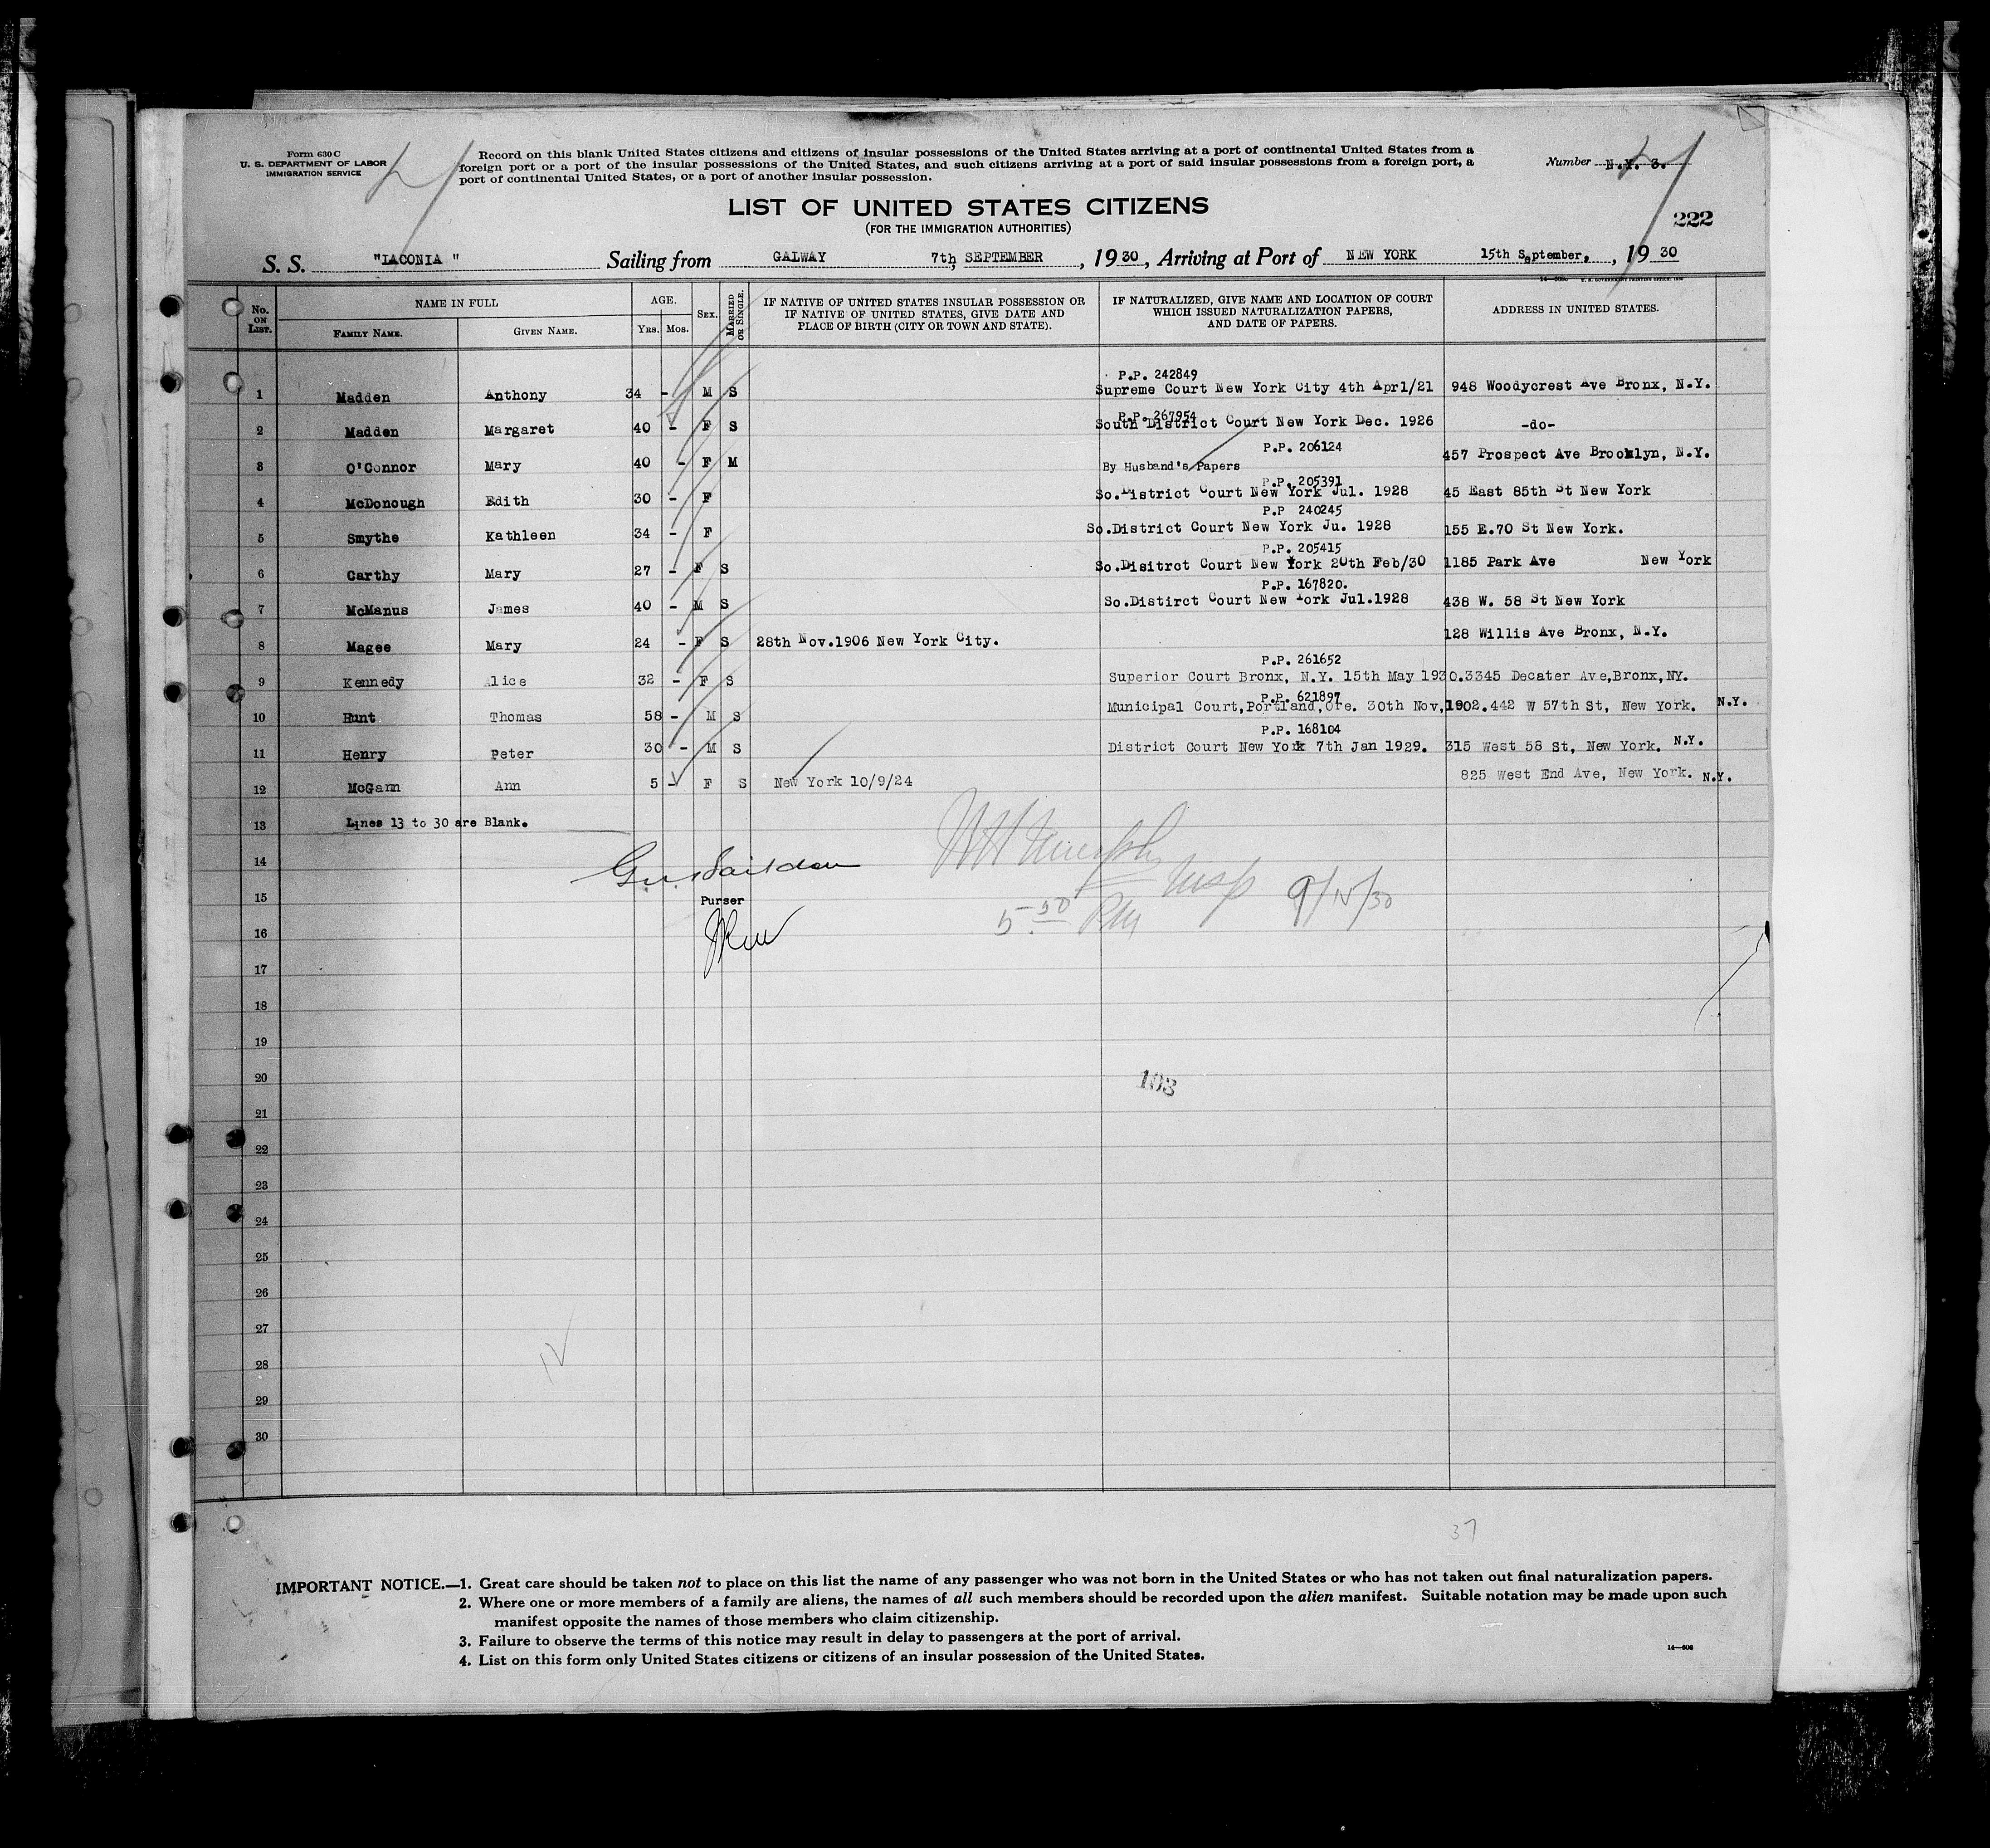 Form 630 C
U. S. DEPARTMENT OF LABOR
IMMIGRATION SERVICE
Record on this blank United States citizens and citizens of insular possessions of the United States arriving at a port of continental United States from a
foreign port or a port of the insular possessions of the United States, and such citizens arriving at a port of said insular possessions from a foreign port, a
port of continental United States, or a port of another insular possession.
Number N.Y. 3.
LIST OF UNITED STATES CITIZENS
(FOR THE IMMIGRATION AUTHORITIES)
222
S. S. "LACONIA " Sailing from GALWAY 7th, SEPTEMBER, 1930, Arriving at Port of NEW YORK 15th September., 1930
No. ON LIST. NAME IN FULL FAMILY NAME. GIVEN NAME. AGE. YRS. MOS. SEX. MARRIED OR SINGLE. IF NATIVE OF UNITED STATES INSULAR POSSESSION OR IF NATIVE OF UNITED STATES, GIVE DATE AND PLACE OF BIRTH (CITY OR TOWN AND STATE). IF NATURALIZED, GIVE NAME AND LOCATION OF COURT WHICH ISSUED NATURALIZATION PAPERS, AND DATE OF PAPERS. ADDRESS IN UNITED STATES.
P.P. 242849
1 Madden Anthony 34 - M S Supreme Court New York City 4th Apr1/21 948 Woodycrest Ave Bronx, N.Y.
P.P. 267954
2 Madden Margaret 40 - F S South District Court New York Dec. 1926 -do-
P.P. 206124
3 O'Connor Mary 40 - F M By Husband's Papers 457 Prospect Ave Brooklyn, N.Y.
P.P. 205391
4 McDonough Edith 30 - F So.District Court New York Jul. 1928 45 East 85th St New York
P.P 240245
5 Smythe Kathleen 34 - F So.District Court New York Ju. 1928 155 E.70 St New York.
P.P. 205415
6 Carthy Mary 27 - F S So.Disitrct Court New York 20th Feb/30 1185 Park Ave New York
P.P. 167820.
7 McManus James 40 - M S So.Distirct Court New York Jul.1928 438 W. 58 St New York
8 Magee Mary 24 - F S 28th Nov.1906 New York City. 128 Willis Ave Bronx, N.Y.
P.P. 261652
9 Kennedy Alice 32 - F S Superior Court Bronx, N.Y. 15th May 1930. 3345 Decater Ave,Bronx,NY.
P.P. 621897
10 Hunt Thomas 58 - M S Municipal Court,Portland,Ore. 30th Nov,1902. 442 W 57th St, New York. N.Y.
P.P. 168104
11 Henry Peter 30 - M S District Court New York 7th Jan 1929. 315 West 58 St, New York. N.Y.
12 McGann Ann 5 - F S New York 10/9/24 825 West End Ave, New York. N.Y.
13 Lines 13 to 30 are Blank.
14
W H Murphy
Insp 9/15/30
15 Purser
5 50 PM
16
17
18
19
20
103
21
22
23
24
25
26
27
28
29
30
37
IMPORTANT NOTICE.—1. Great care should be taken not to place on this list the name of any passenger who was not born in the United States or who has not taken out final naturalization papers.
2. Where one or more members of a family are aliens, the names of all such members should be recorded upon the alien manifest. Suitable notation may be made upon such
manifest opposite the names of those members who claim citizenship.
3. Failure to observe the terms of this notice may result in delay to passengers at the port of arrival.
4. List on this form only United States citizens or citizens of an insular possession of the United States.